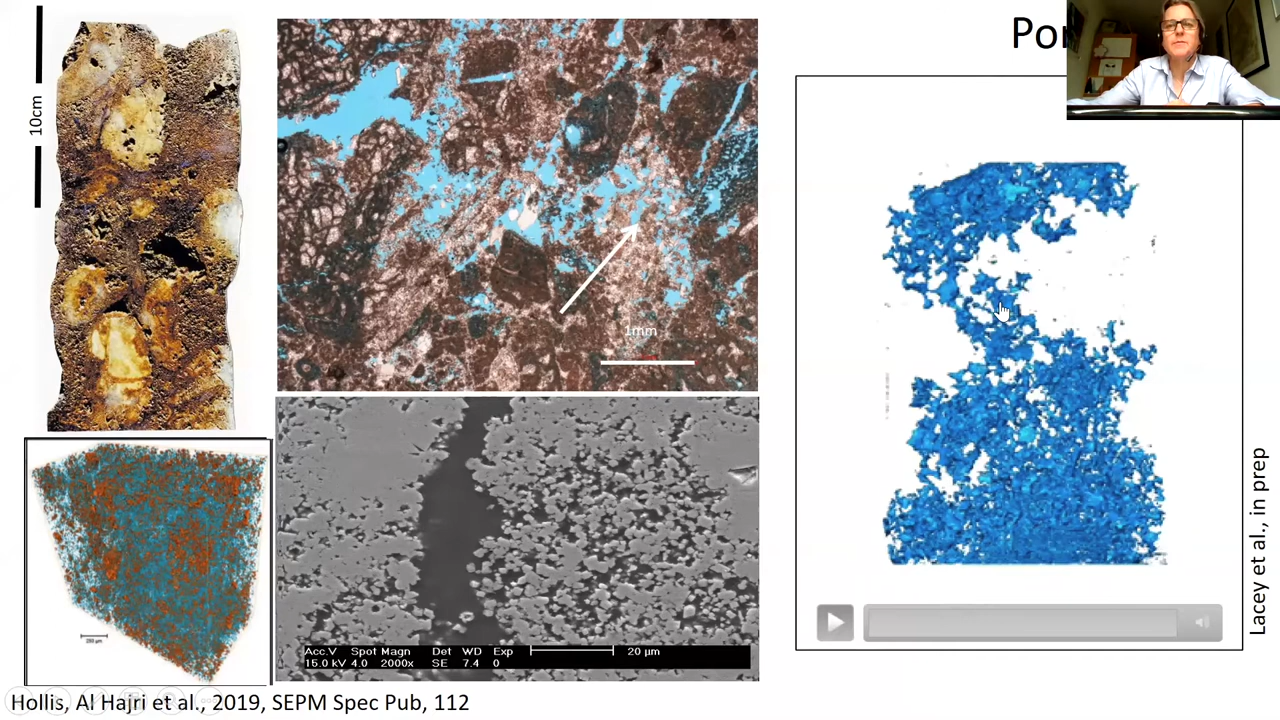 10cm
1mm
Acc.V Spot Magn Det WD Exp 20 µm
15.0 kV 4.0 2000x SE 7.4 0
Lacey et al., in prep
Hollis, Al Hajri et al., 2019, SEPM Spec Pub, 112